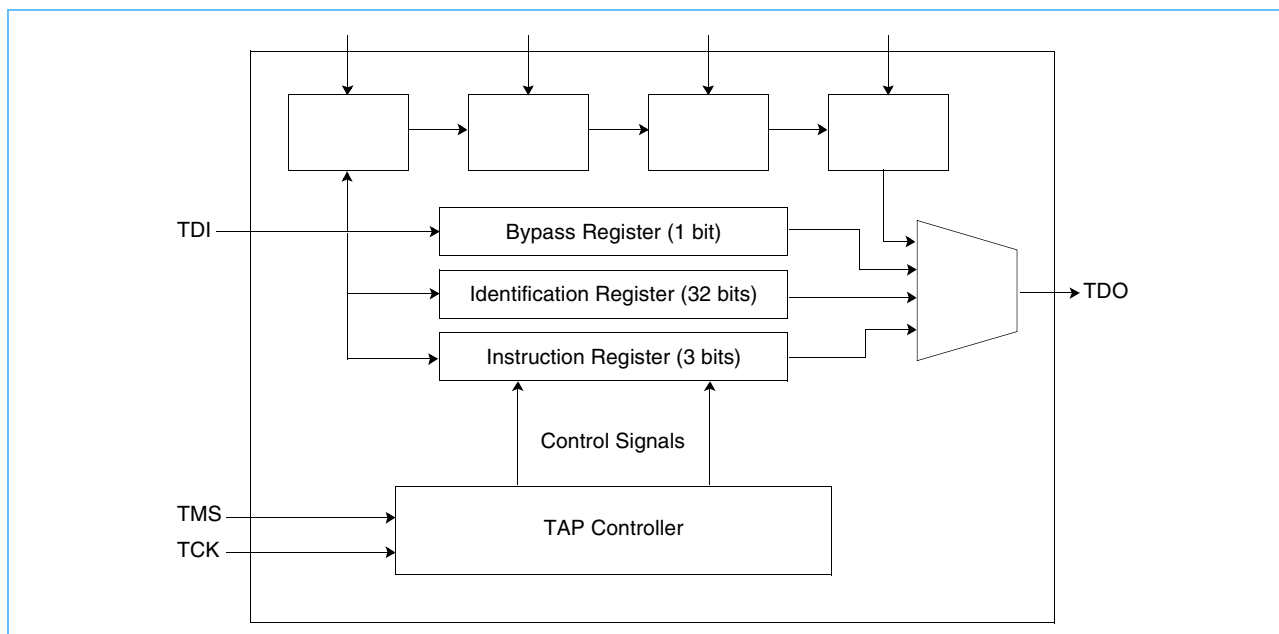 TDI
Bypass Register (1 bit)
Identification Register (32 bits)
TDO
Instruction Register (3 bits)
Control Signals
TMS
TAP Controller
TCK